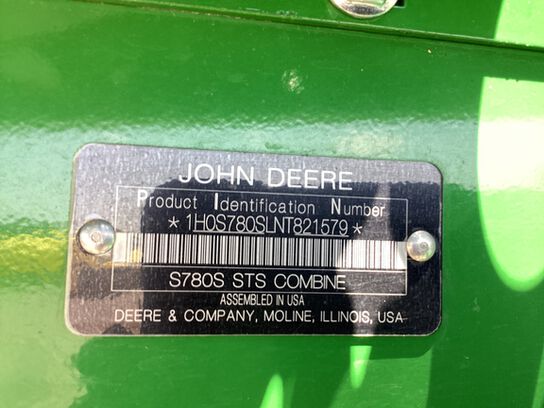 JOHN DEERE
Product Identification Number
*1H0S780SLNT821579*
S780S STS COMBINE
ASSEMBLED IN USA
DEERE & COMPANY, MOLINE, ILLINOIS, USA